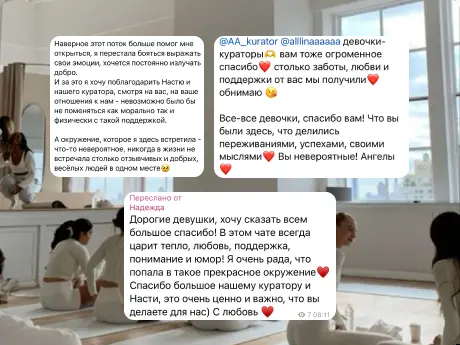 Наверное этот поток больше помог мне
открыться, я перестала бояться выражать
свои эмоции, хочется постоянно излучать
добро.
И за это я хочу поблагодарить Настю и
нашего куратора, смотря на вас, на ваше
отношения к нам - невозможно было бы
не поменяться как морально так и
физически с такой поддержкой.
А окружение, которое я здесь встретила -
что-то невероятное, никогда в жизни не
встречала столько отзывчивых и добрых,
весёлых людей в одном месте🥹
@AA_kurator @alllinaaaaaa девочки-
кураторы🫶 вам тоже огроменное
спасибо❤️ столько заботы, любви и
поддержки от вас мы получили❤️
обнимаю 😘
Все-все девочки, спасибо вам! Что вы
были здесь, что делились
переживаниями, успехами, своими
мыслями❤️ Вы невероятные! Ангелы
❤️
Переслано от
Надежда
Дорогие девушки, хочу сказать всем
большое спасибо! В этом чате всегда
царит тепло, любовь, поддержка,
понимание и юмор! Я очень рада, что
попала в такое прекрасное окружение❤️
Спасибо большое нашему куратору и
Насти, это очень ценно и важно, что вы
делаете для нас) С любовь ❤️
7 08:11